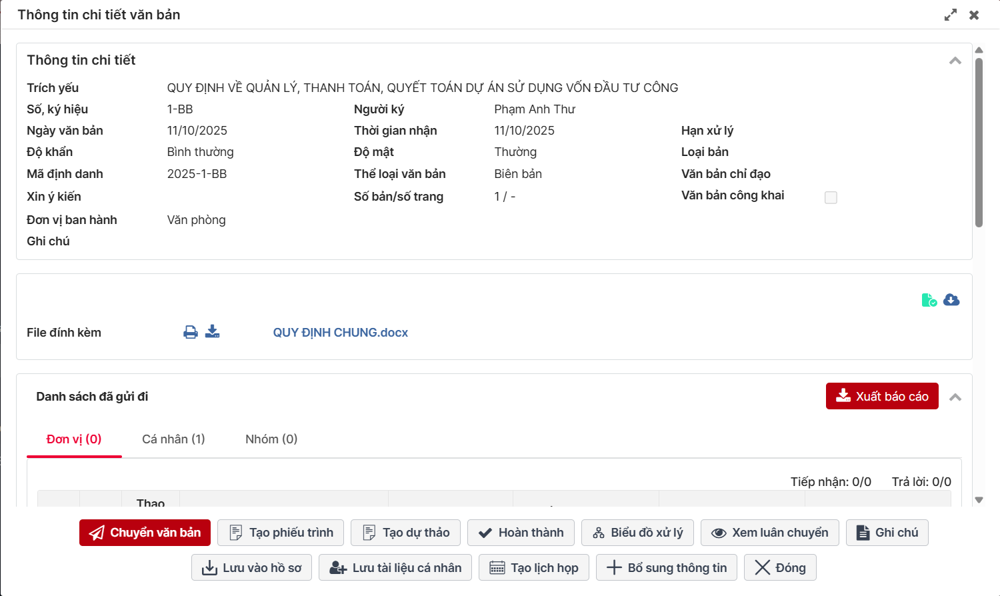 Thông tin chi tiết văn bản
Thông tin chi tiết
Trích yếu QUY ĐỊNH VỀ QUẢN LÝ, THANH TOÁN, QUYẾT TOÁN DỰ ÁN SỬ DỤNG VỐN ĐẦU TƯ CÔNG
Số, ký hiệu 1-BB Người ký Phạm Anh Thư
Ngày văn bản 11/10/2025 Thời gian nhận 11/10/2025 Hạn xử lý
Độ khẩn Bình thường Độ mật Thường Loại bản
Mã định danh 2025-1-BB Thể loại văn bản Biên bản Văn bản chỉ đạo
Xin ý kiến Số bản/số trang 1 / - Văn bản công khai
Đơn vị ban hành Văn phòng
Ghi chú
File đính kèm QUY ĐỊNH CHUNG.docx
Danh sách đã gửi đi Xuất báo cáo
Đơn vị (0) Cá nhân (1) Nhóm (0)
Tiếp nhận: 0/0 Trả lời: 0/0
Thao
Chuyển văn bản Tạo phiếu trình Tạo dự thảo Hoàn thành Biểu đồ xử lý Xem luân chuyển Ghi chú
Lưu vào hồ sơ Lưu tài liệu cá nhân Tạo lịch họp Bổ sung thông tin Đóng